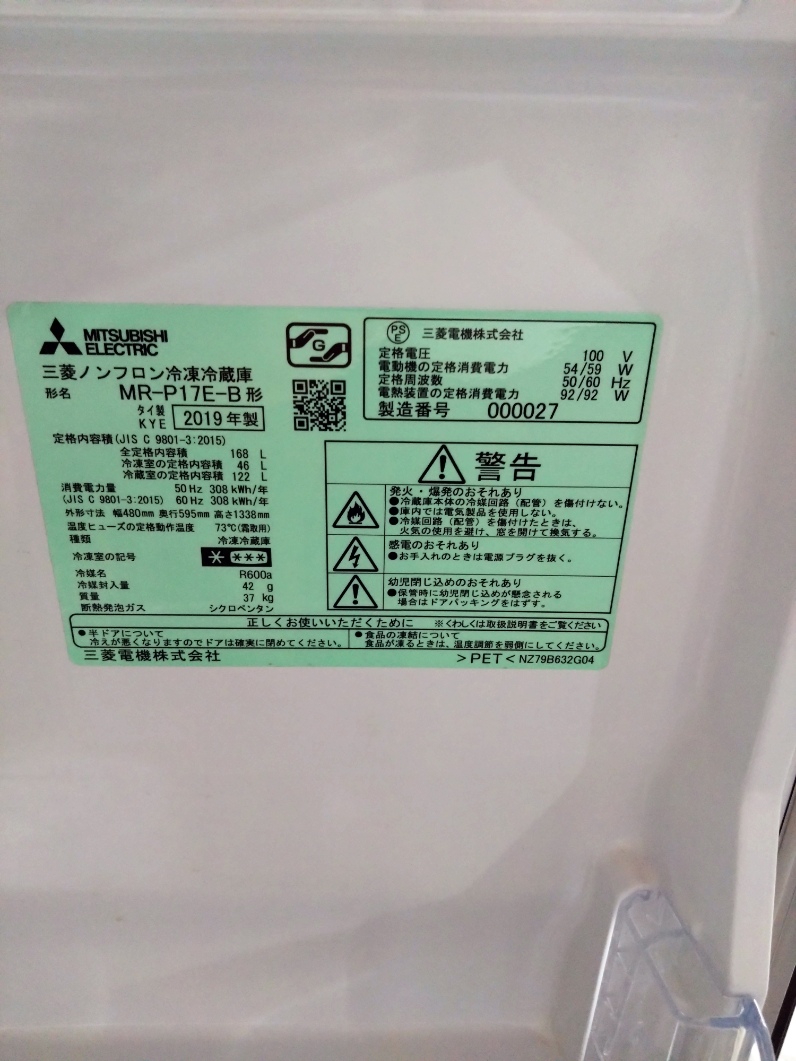 MITSUBISHI
ELECTRIC
G
三菱ノンフロン冷凍冷蔵庫
形名 MR-P17E-B 形
タイ製
KYE 2019 年製
定格内容積(JIS C 9801-3:2015)
全定格内容積 168 L
冷凍室の定格内容積 46 L
冷蔵室の定格内容積 122 L
消費電力量 50 Hz 308 kWh/年
(JIS C 9801-3:2015) 60 Hz 308 kWh/年
外形寸法 幅480mm 奥行595mm 高さ1338mm
温度ヒューズの定格動作温度 73℃(霜取用)
種類 冷凍冷蔵庫
冷凍室の記号
冷媒名 R600a
冷媒封入量 42 g
質量 37 kg
断熱発泡ガス シクロペンタン
PSE 三菱電機株式会社
定格電圧 100 V
電動機の定格消費電力 54/59 W
定格周波数 50/60 Hz
電熱装置の定格消費電力 92/92 W
製造番号 000027
警告
発火・爆発のおそれあり
●冷蔵庫本体の冷媒回路(配管)を傷付けない。
●庫内では電気製品を使用しない。
●冷媒回路(配管)を傷付けたときは、
火気の使用を避け、窓を開けて換気する。
感電のおそれあり
●お手入れのときは電源プラグを抜く。
幼児閉じ込めのおそれあり
●保管時に幼児閉じ込めが懸念される
場合はドアパッキングをはずす。
正しくお使いいただくために ※くわしくは取扱説明書をご覧ください
●半ドアについて
冷えが悪くなりますのでドアは確実に閉めてください。
●食品の凍結について
食品が凍るときは、温度調節を弱側にしてください。
三菱電機株式会社 >PET< NZ79B632G04